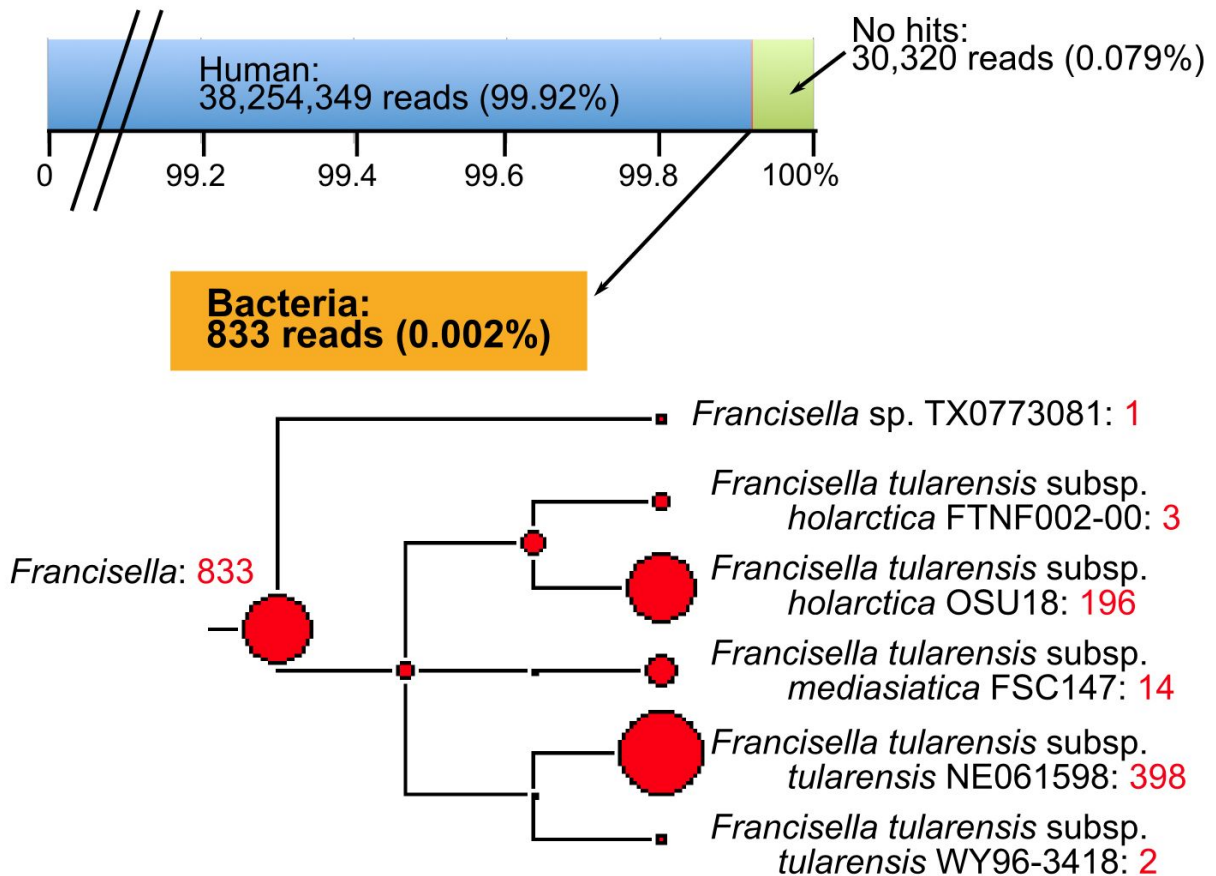 Human:
38,254,349 reads (99.92%)
No hits:
30,320 reads (0.079%)
0
99.2
99.4
99.6
99.8
100%
Bacteria:
833 reads (0.002%)
Francisella sp. TX0773081: 1
Francisella tularensis subsp.
holarctica FTNF002-00: 3
Francisella: 833
Francisella tularensis subsp.
holarctica OSU18: 196
Francisella tularensis subsp.
mediasiatica FSC147: 14
Francisella tularensis subsp.
tularensis NE061598: 398
Francisella tularensis subsp.
tularensis WY96-3418: 2